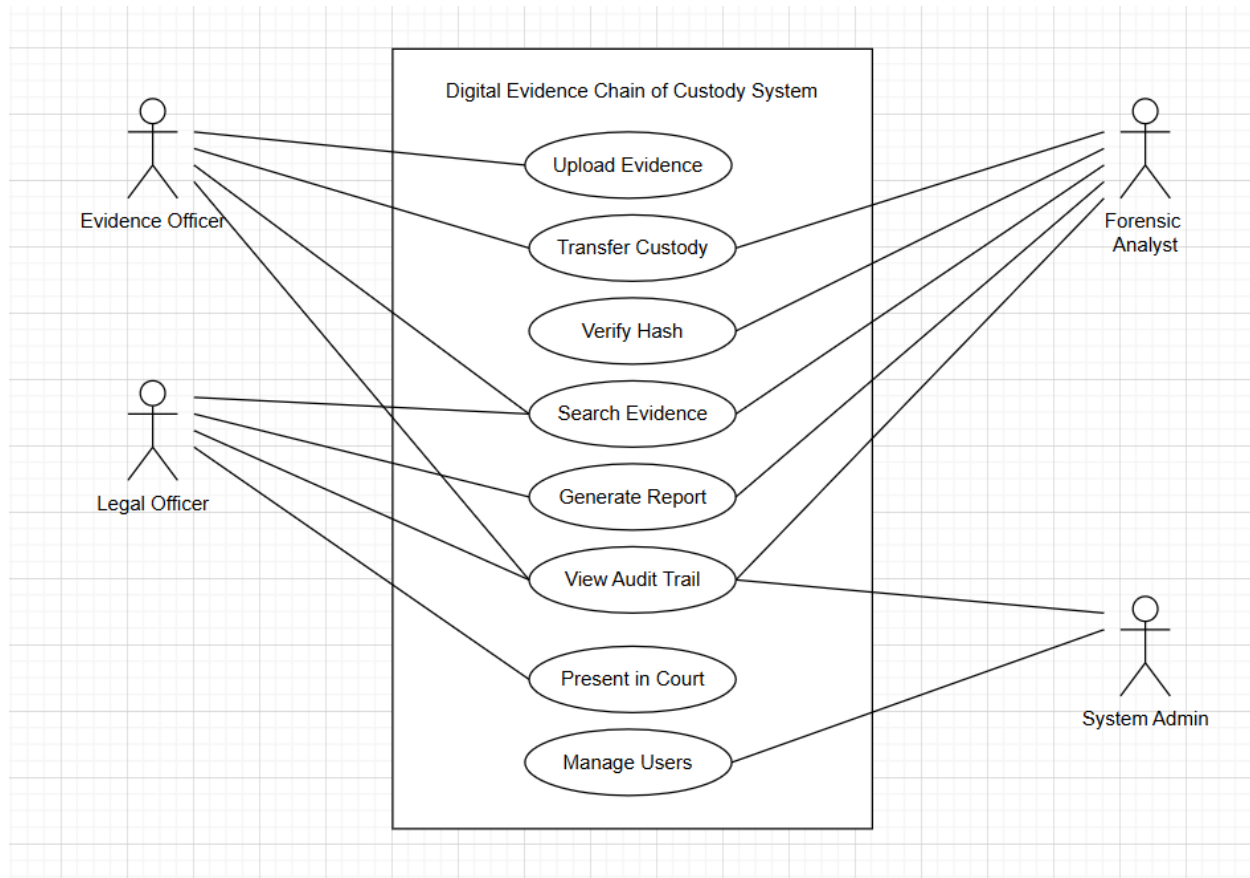 Digital Evidence Chain of Custody System
Upload Evidence
Evidence Officer
Transfer Custody
Forensic
Analyst
Verify Hash
Search Evidence
Legal Officer
Generate Report
View Audit Trail
Present in Court
System Admin
Manage Users